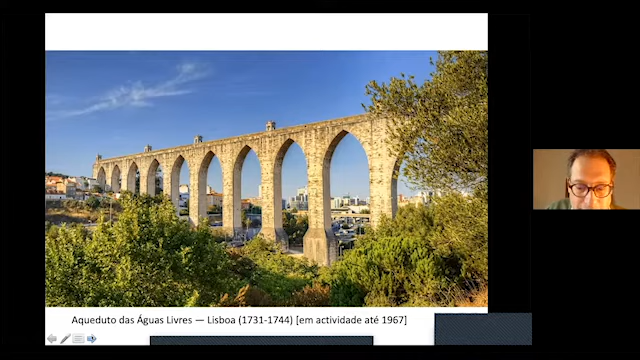 Aqueduto das Águas Livres — Lisboa (1731-1744) [em actividade até 1967]